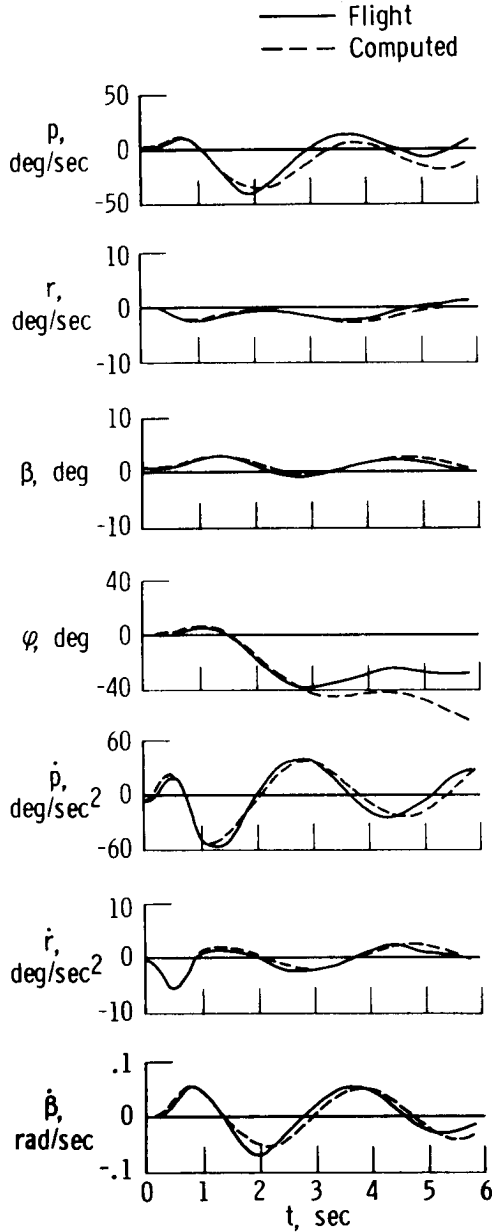 Flight
Computed
50
p,
deg/sec
0
-50
10
r,
deg/sec
0
-10
10
β, deg
0
-10
40
φ, deg
0
-40
60
ṗ,
deg/sec²
0
-60
10
ṙ,
deg/sec²
0
-10
.1
β̇,
rad/sec
0
-.1
0 1 2 3 4 5 6
t, sec